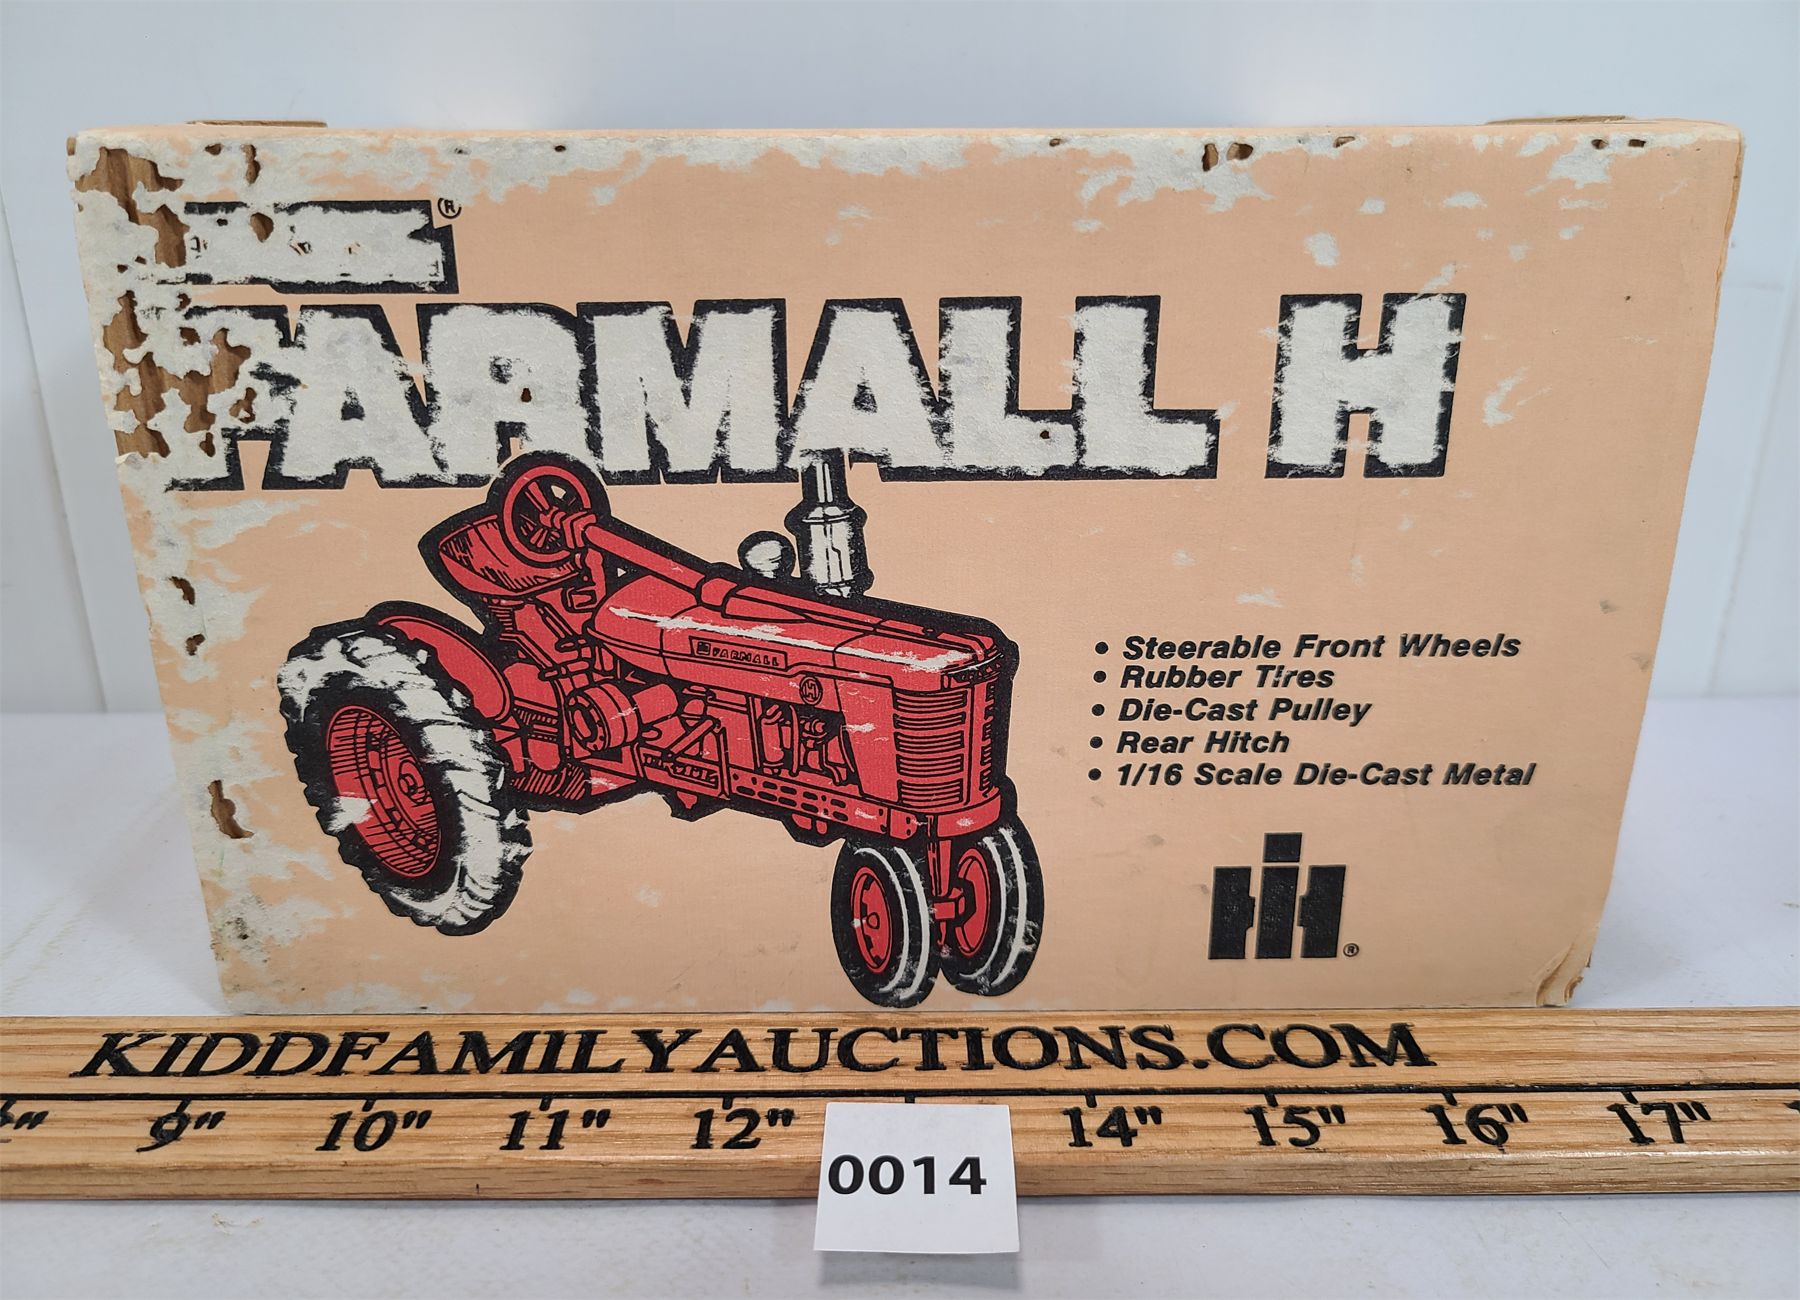 ®
FARMALL H
FARMALL
H
• Steerable Front Wheels
• Rubber Tires
• Die-Cast Pulley
• Rear Hitch
• 1/16 Scale Die-Cast Metal
IH®
KIDDFAMILYAUCTIONS.COM
9" 10" 11" 12" 14" 15" 16" 17"
0014